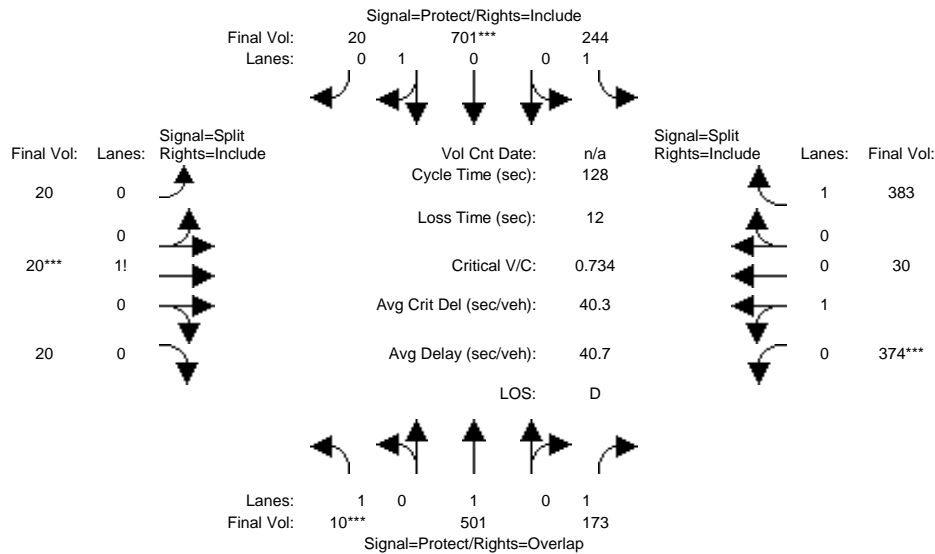 Signal=Protect/Rights=Include
Final Vol: 20 701*** 244
Lanes: 0 1 0 0 1
Signal=Split
Final Vol: Lanes: Rights=Include
Vol Cnt Date: n/a
Signal=Split
Rights=Include Lanes: Final Vol:
Cycle Time (sec): 128
20 0
1 383
Loss Time (sec): 12
0
0
20*** 1!
Critical V/C: 0.734
0 30
0
Avg Crit Del (sec/veh): 40.3
1
20 0
Avg Delay (sec/veh): 40.7
0 374***
LOS: D
Lanes: 1 0 1 0 1
Final Vol: 10*** 501 173
Signal=Protect/Rights=Overlap